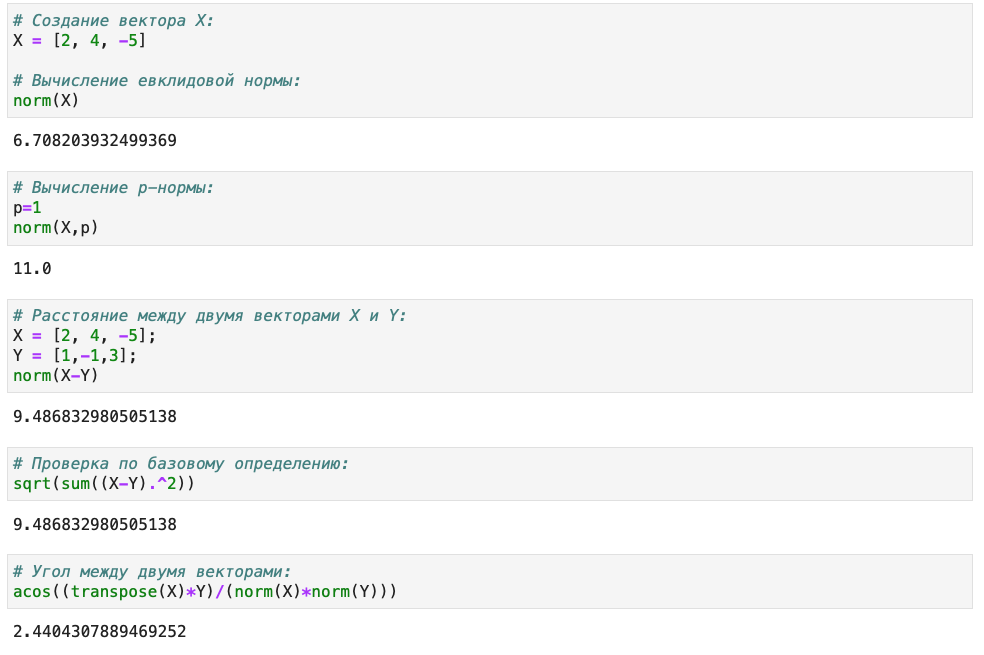 # Создание вектора X:
X = [2, 4, -5]
# Вычисление евклидовой нормы:
norm(X)
6.708203932499369
# Вычисление p-нормы:
p=1
norm(X,p)
11.0
# Расстояние между двумя векторами X и Y:
X = [2, 4, -5];
Y = [1,-1,3];
norm(X-Y)
9.486832980505138
# Проверка по базовому определению:
sqrt(sum((X-Y).^2))
9.486832980505138
# Угол между двумя векторами:
acos((transpose(X)*Y)/(norm(X)*norm(Y)))
2.4404307889469252